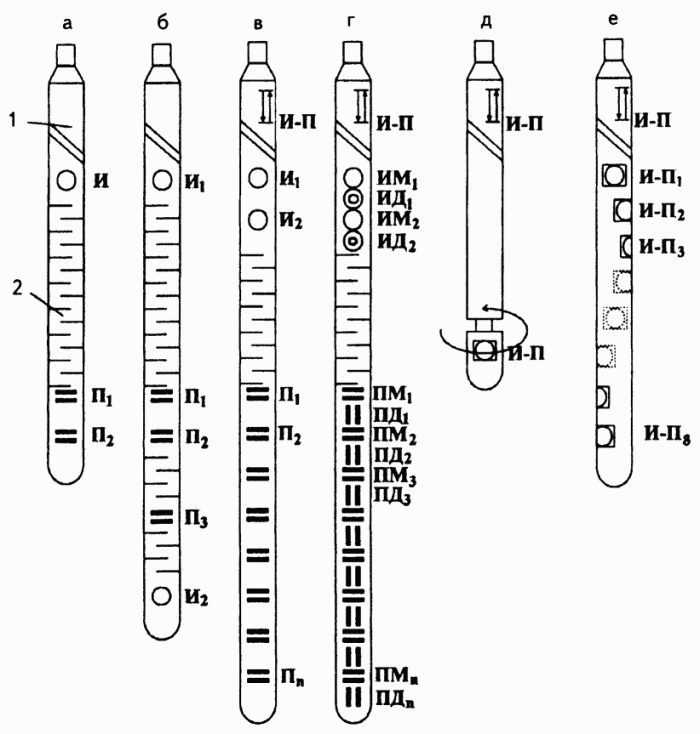 а б в г д е
1
2
И
П₁
П₂
И₁
П₁
П₂
П₃
И₂
И-П
И₁
И₂
П₁
П₂
Пₙ
И-П
ИМ₁
ИД₁
ИМ₂
ИД₂
ПМ₁
ПД₁
ПМ₂
ПД₂
ПМ₃
ПД₃
ПМₙ
ПДₙ
И-П
И-П
И-П
И-П₁
И-П₂
И-П₃
И-П₈